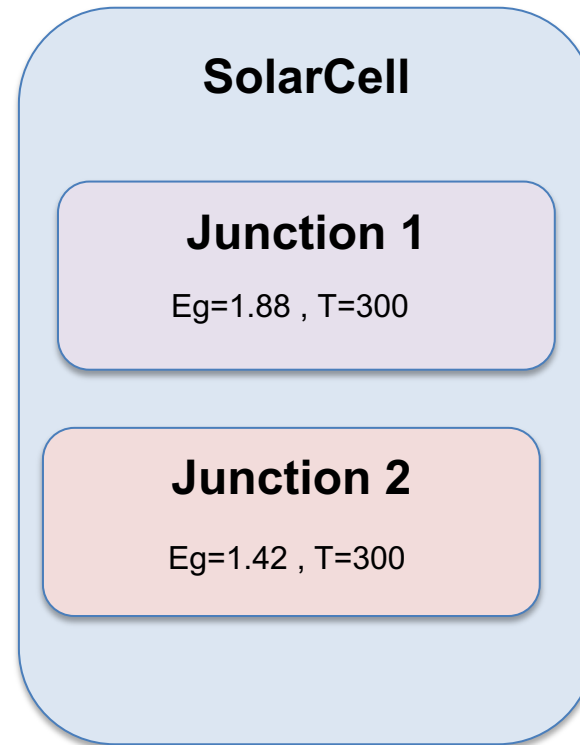 SolarCell
Junction 1
Eg=1.88 , T=300
Junction 2
Eg=1.42 , T=300